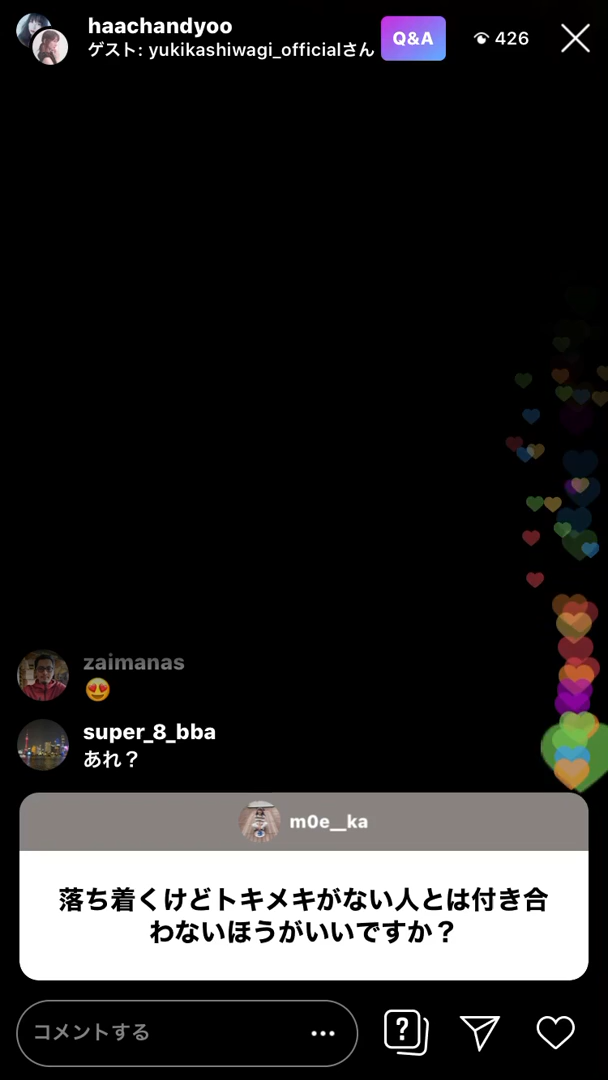 haachandyoo
ゲスト: yukikashiwagi_officialさん
Q&A
426
zaimanas
😍
super_8_bba
あれ？
m0e__ka
落ち着くけどトキメキがない人とは付き合
わないほうがいいですか？
コメントする